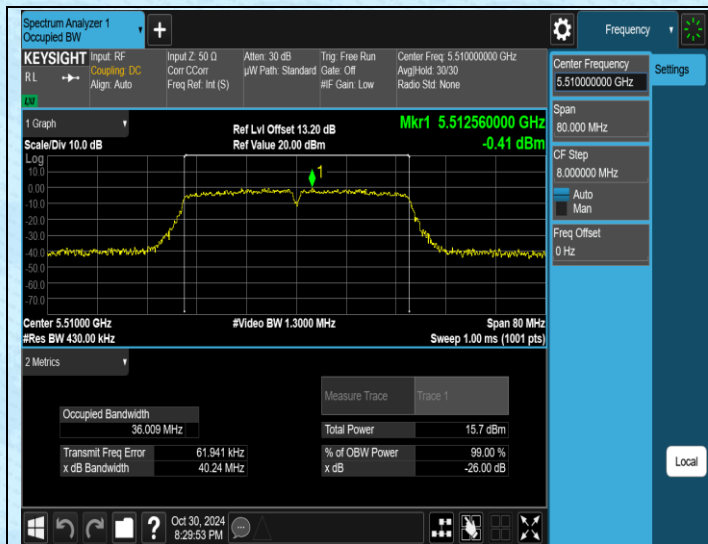 Spectrum Analyzer 1
Occupied BW
Frequency
KEYSIGHT
R L
LXI
Input: RF
Coupling: DC
Align: Auto
Input Z: 50 Ω
Corr CCorr
Freq Ref: Int (S)
Atten: 30 dB
µW Path: Standard
Trig: Free Run
Gate: Off
#IF Gain: Low
Center Freq: 5.510000000 GHz
Avg|Hold: 30/30
Radio Std: None
Center Frequency
5.510000000 GHz
Settings
Span
80.000 MHz
CF Step
8.000000 MHz
Auto
Man
Freq Offset
0 Hz
1 Graph
Scale/Div 10.0 dB
Ref Lvl Offset 13.20 dB
Ref Value 20.00 dBm
Mkr1 5.512560000 GHz
-0.41 dBm
Log
10.0
0.00
-10.0
-20.0
-30.0
-40.0
-50.0
-60.0
-70.0
1
Center 5.51000 GHz
#Res BW 430.00 kHz
#Video BW 1.3000 MHz
Span 80 MHz
Sweep 1.00 ms (1001 pts)
2 Metrics
Measure Trace
Trace 1
Occupied Bandwidth
36.009 MHz
Total Power
15.7 dBm
Transmit Freq Error
61.941 kHz
% of OBW Power
99.00 %
x dB Bandwidth
40.24 MHz
x dB
-26.00 dB
Local
Oct 30, 2024
8:29:53 PM